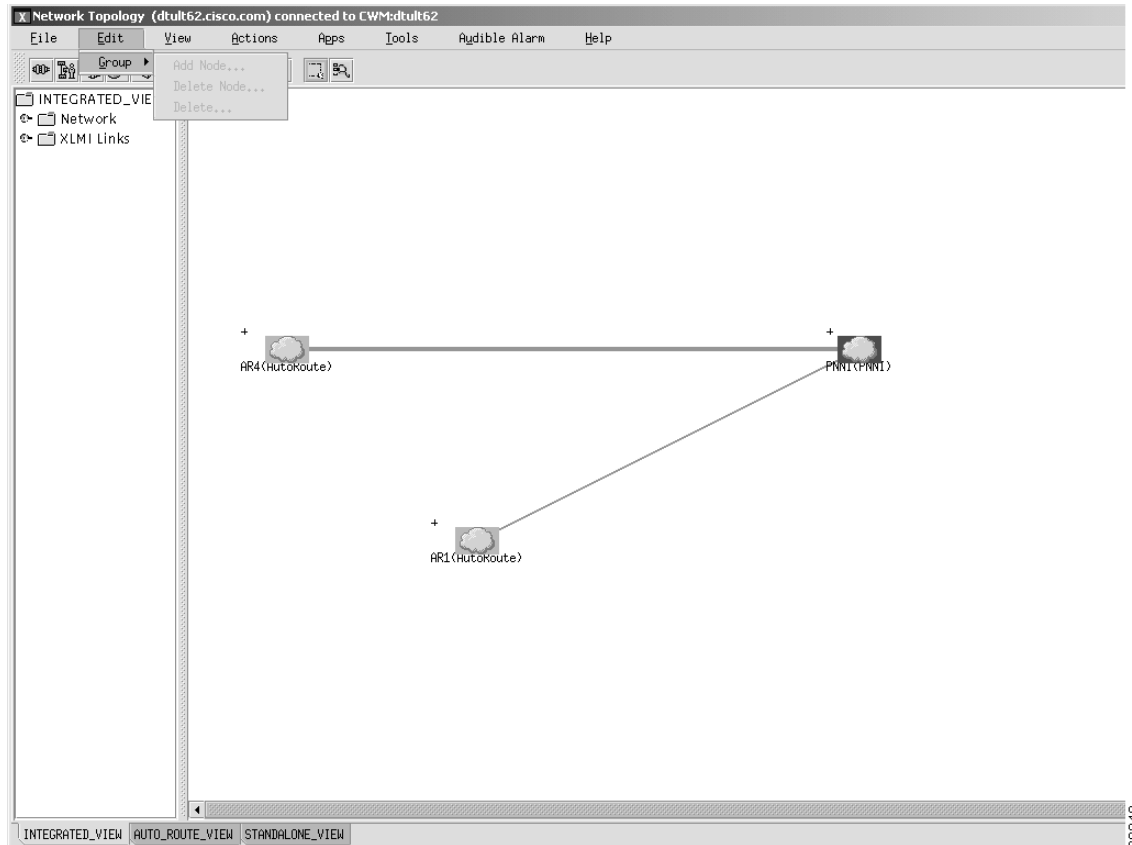 X Network Topology (dtult62.cisco.com) connected to CWM:dtult62
File Edit View Actions Apps Tools Audible Alarm Help
Group
Add Node...
Delete Node...
Delete...
INTEGRATED_VIE
Network
XLMI Links
+ +
AR4(AutoRoute) PNNI(PNNI)
+
AR1(AutoRoute)
INTEGRATED_VIEW AUTO_ROUTE_VIEW STANDALONE_VIEW